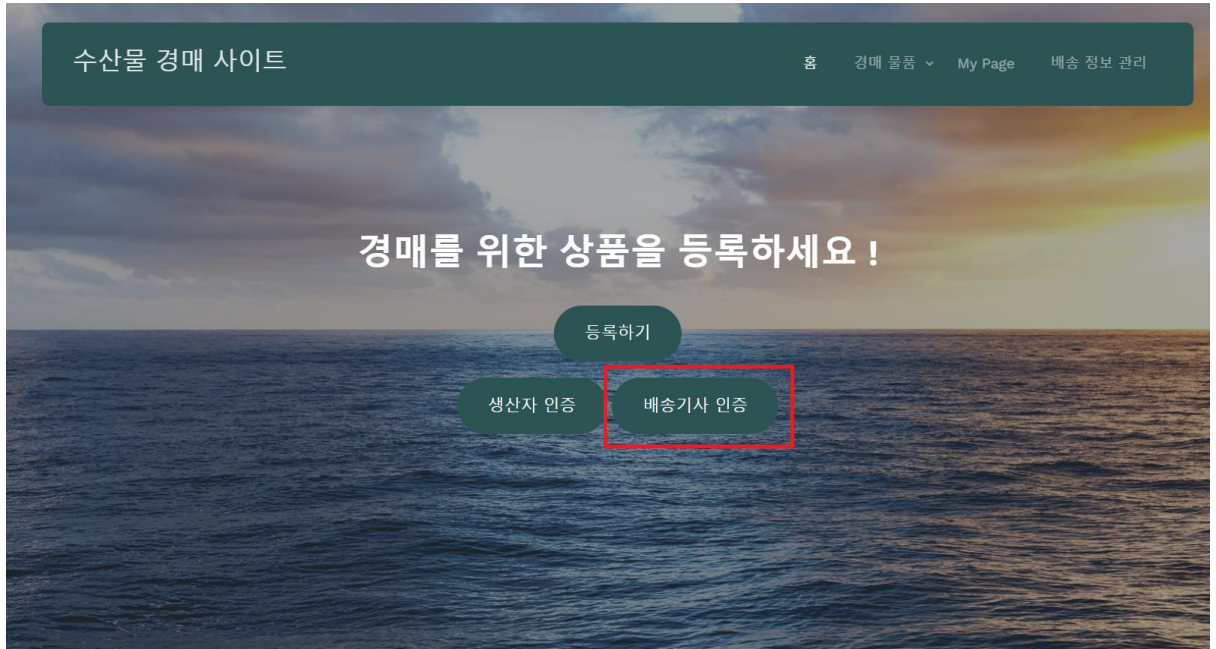 수산물 경매 사이트
홈 경매 물품 My Page 배송 정보 관리
경매를 위한 상품을 등록하세요 !
등록하기
생산자 인증 배송기사 인증